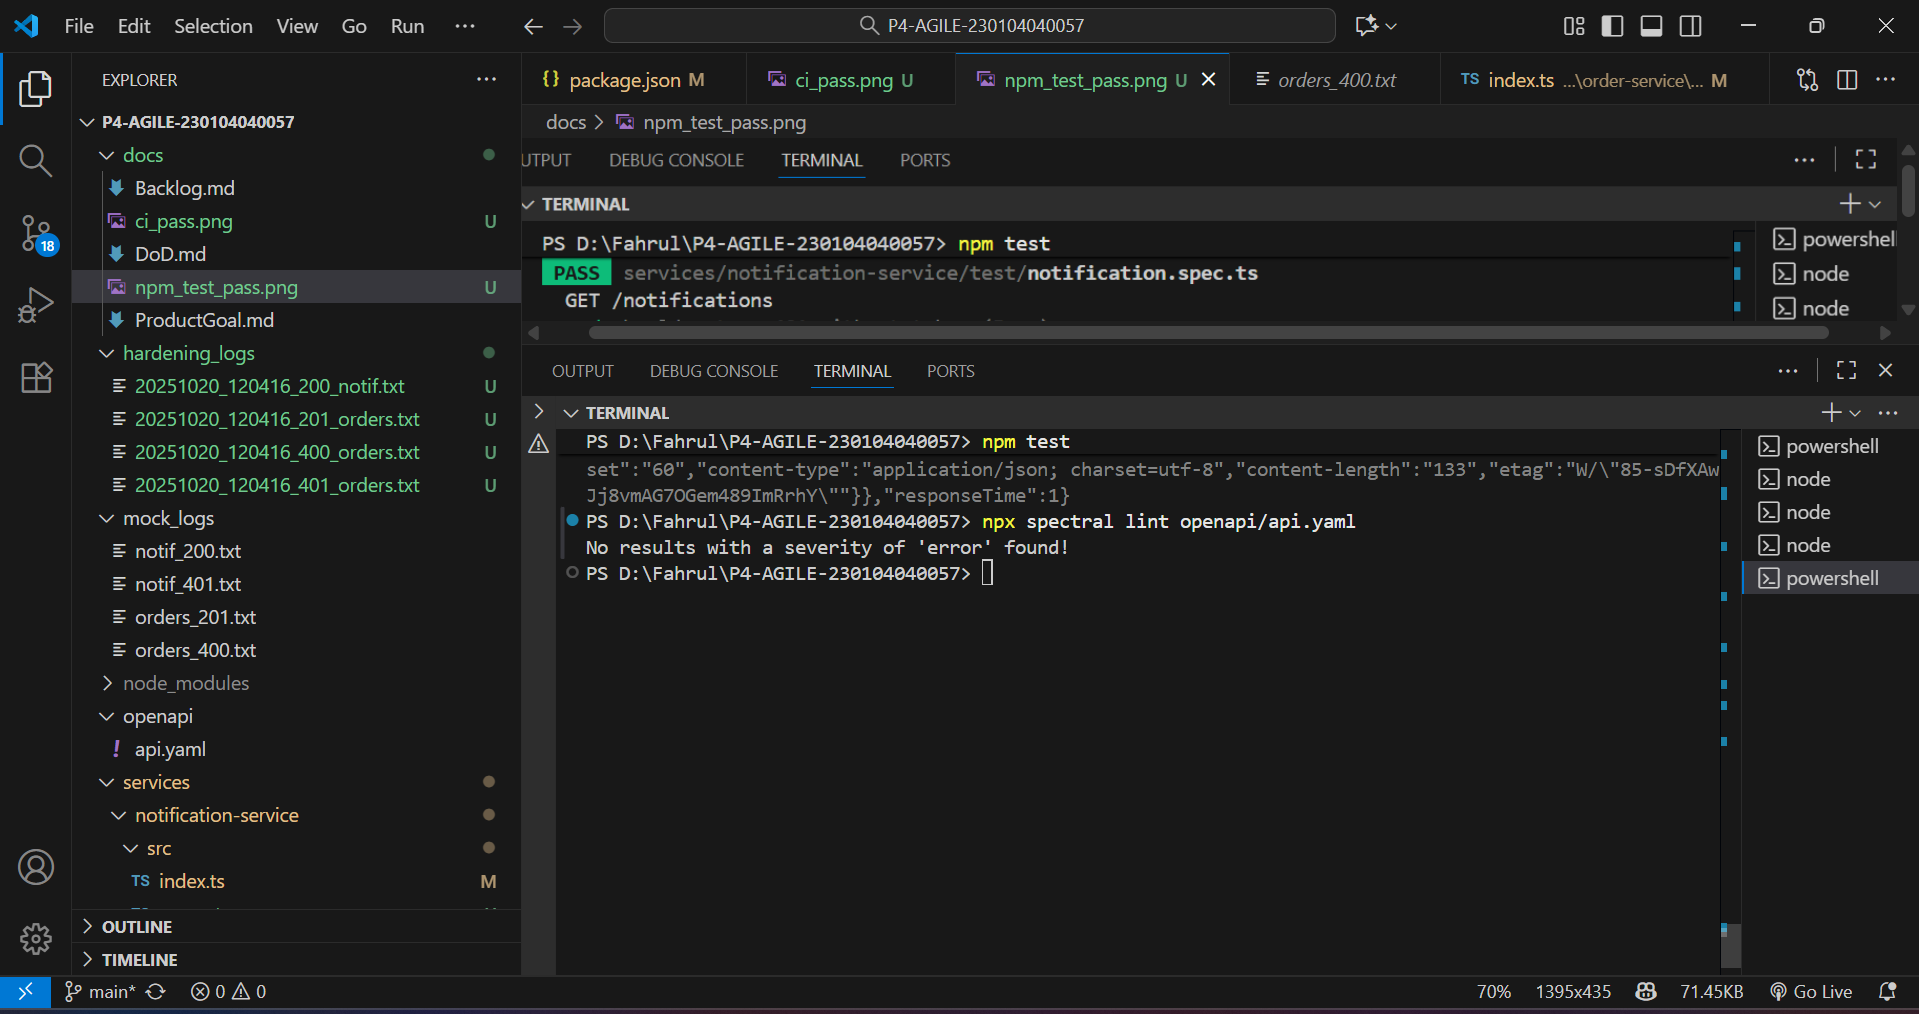 File Edit Selection View Go Run ···
P4-AGILE-230104040057
EXPLORER
P4-AGILE-230104040057
docs
Backlog.md
ci_pass.png U
DoD.md
npm_test_pass.png U
ProductGoal.md
hardening_logs
20251020_120416_200_notif.txt U
20251020_120416_201_orders.txt U
20251020_120416_400_orders.txt U
20251020_120416_401_orders.txt U
mock_logs
notif_200.txt
notif_401.txt
orders_201.txt
orders_400.txt
node_modules
openapi
! api.yaml
services
notification-service
src
TS index.ts M
OUTLINE
TIMELINE
18
{} package.json M
ci_pass.png U
npm_test_pass.png U
orders_400.txt
TS index.ts ...\order-service\... M
docs > npm_test_pass.png
UTPUT DEBUG CONSOLE TERMINAL PORTS
TERMINAL
PS D:\Fahrul\P4-AGILE-230104040057> npm test
PASS services/notification-service/test/notification.spec.ts
GET /notifications
powershell
node
node
OUTPUT DEBUG CONSOLE TERMINAL PORTS
TERMINAL
PS D:\Fahrul\P4-AGILE-230104040057> npm test
set":"60","content-type":"application/json; charset=utf-8","content-length":"133","etag":"W/\"85-sDfXAw
Jj8vmAG7OGem489ImRrhY\""}},"responseTime":1}
PS D:\Fahrul\P4-AGILE-230104040057> npx spectral lint openapi/api.yaml
No results with a severity of 'error' found!
PS D:\Fahrul\P4-AGILE-230104040057>
powershell
node
node
node
powershell
main* 0 0
70% 1395x435 71.45KB Go Live